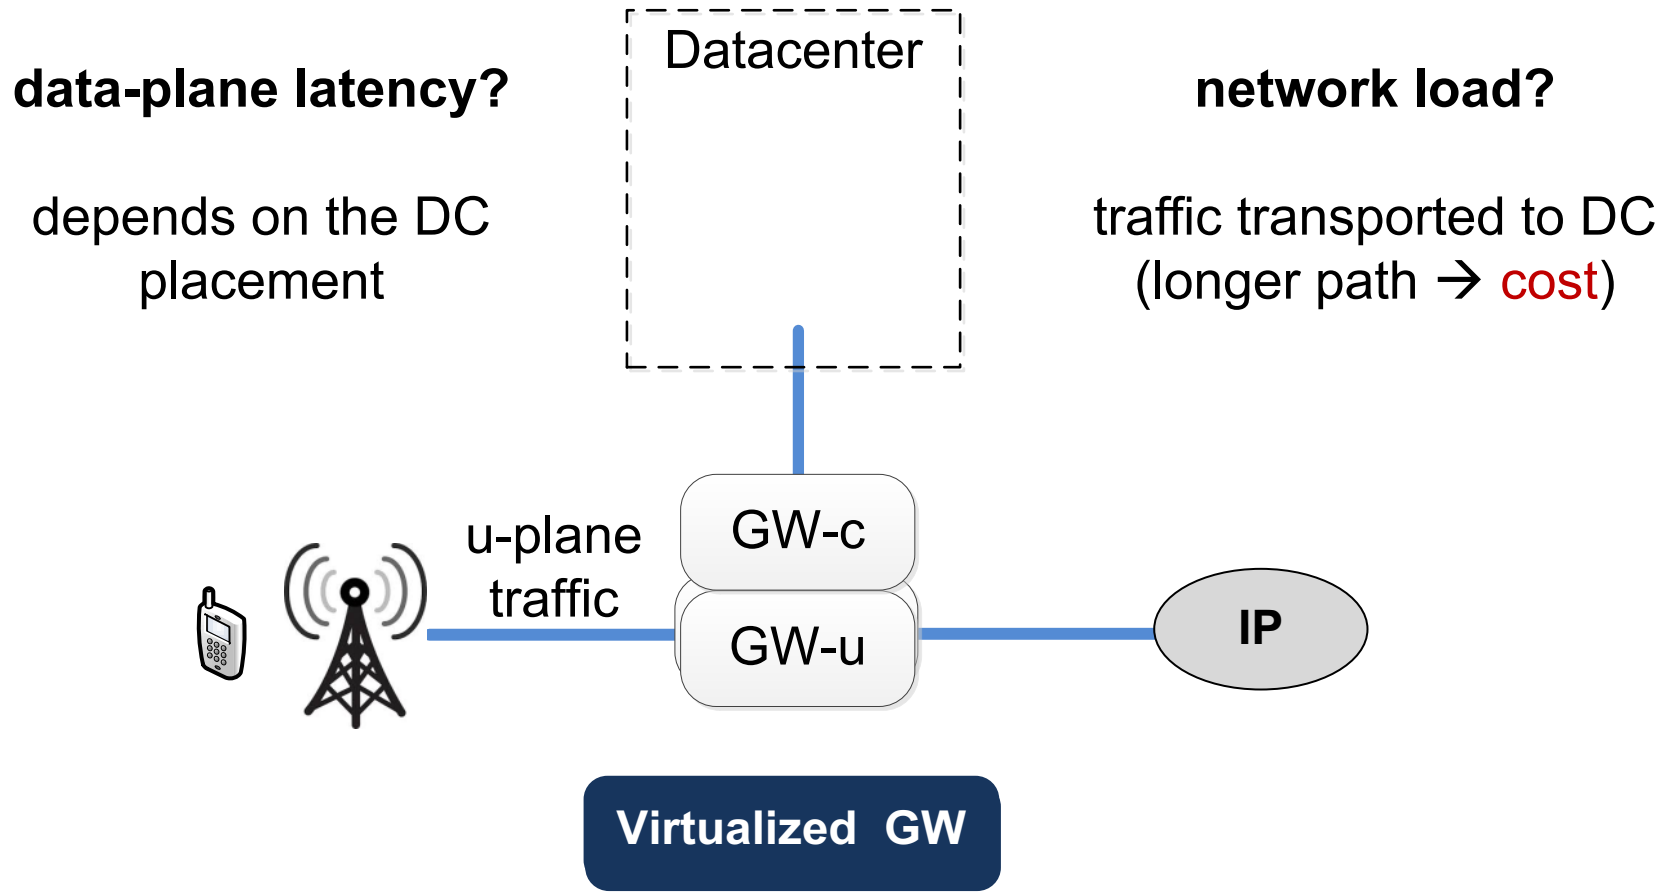 Datacenter
data-plane latency?
depends on the DC
placement
network load?
traffic transported to DC
(longer path → cost)
u-plane
traffic
GW-c
GW-u
IP
Virtualized GW